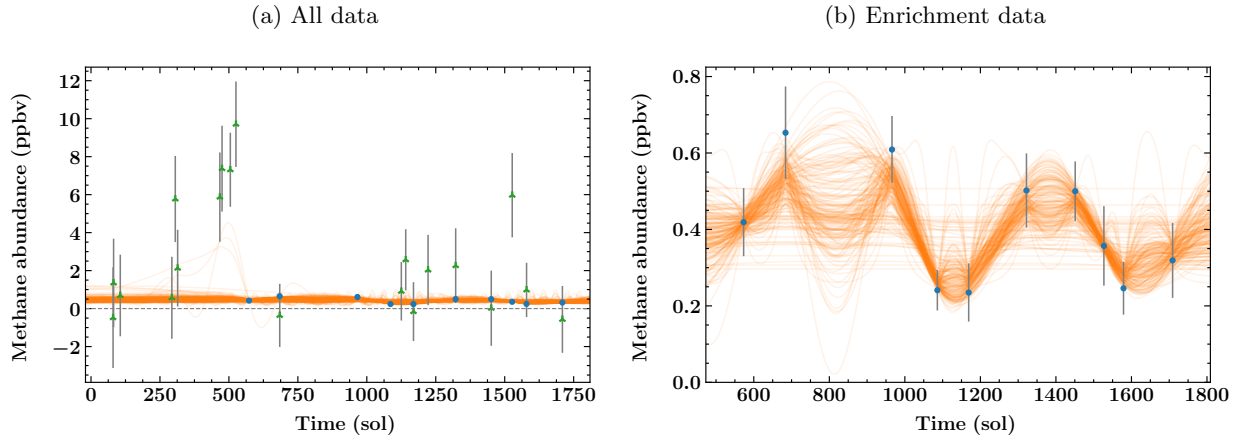 (a) All data
(b) Enrichment data
Methane abundance (ppbv)
12
10
8
6
4
2
0
−2
0 250 500 750 1000 1250 1500 1750
Time (sol)
Methane abundance (ppbv)
0.8
0.6
0.4
0.2
0.0
600 800 1000 1200 1400 1600 1800
Time (sol)